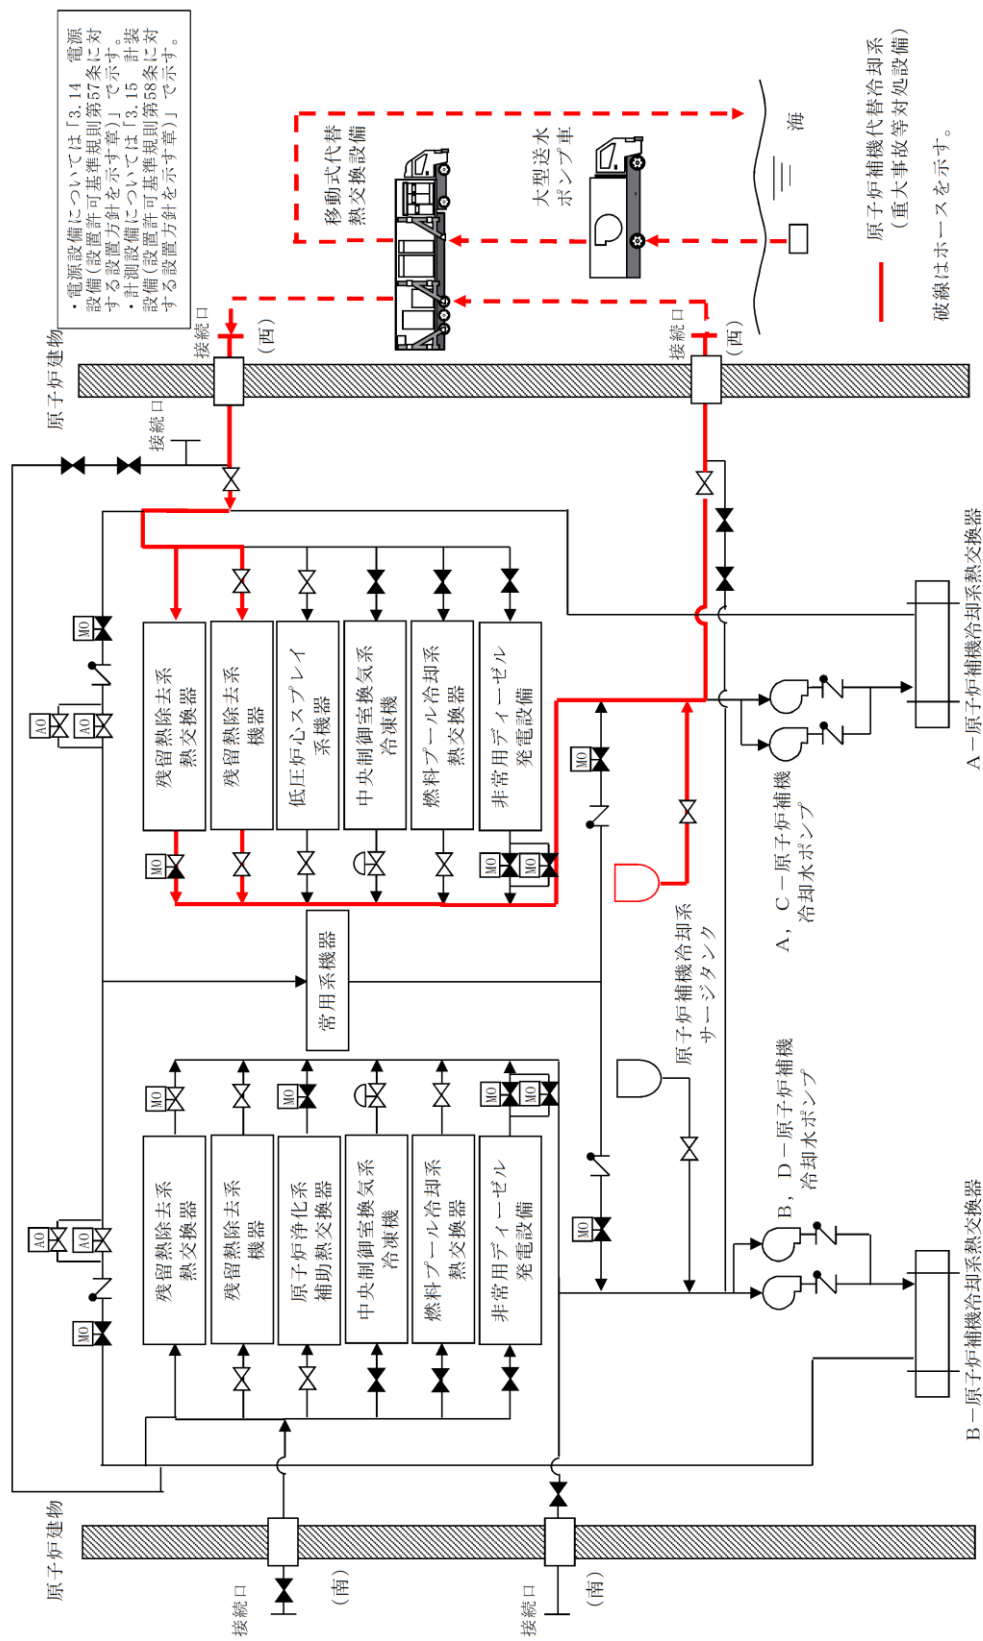 ・電源設備については「3.14　電源
設備(設置許可基準規則第57条に対
する設置方針を示す章)」で示す。
・計測設備については「3.15　計装
設備(設置許可基準規則第58条に対
する設置方針を示す章)」で示す。
原子炉建物
接続口
接続口
(西)
移動式代替
熱交換設備
大型送水
ポンプ車
海
接続口
(西)
原子炉補機代替冷却系
(重大事故等対処設備)
破線はホースを示す。
MO
AO
AO
残留熱除去系
熱交換器
残留熱除去系
機器
低圧炉心スプレイ
系機器
中央制御室換気系
冷凍機
燃料プール冷却系
熱交換器
非常用ディーゼル
発電設備
MO
MO
MO
MO
A, C－原子炉補機
冷却水ポンプ
A－原子炉補機冷却系熱交換器
常用系機器
原子炉補機冷却系
サージタンク
AO
AO
MO
MO
MO
MO
MO
MO
残留熱除去系
熱交換器
残留熱除去系
機器
原子炉浄化系
補助熱交換器
中央制御室換気系
冷凍機
燃料プール冷却系
熱交換器
非常用ディーゼル
発電設備
B, D－原子炉補機
冷却水ポンプ
B－原子炉補機冷却系熱交換器
原子炉建物
接続口
(南)
接続口
(南)